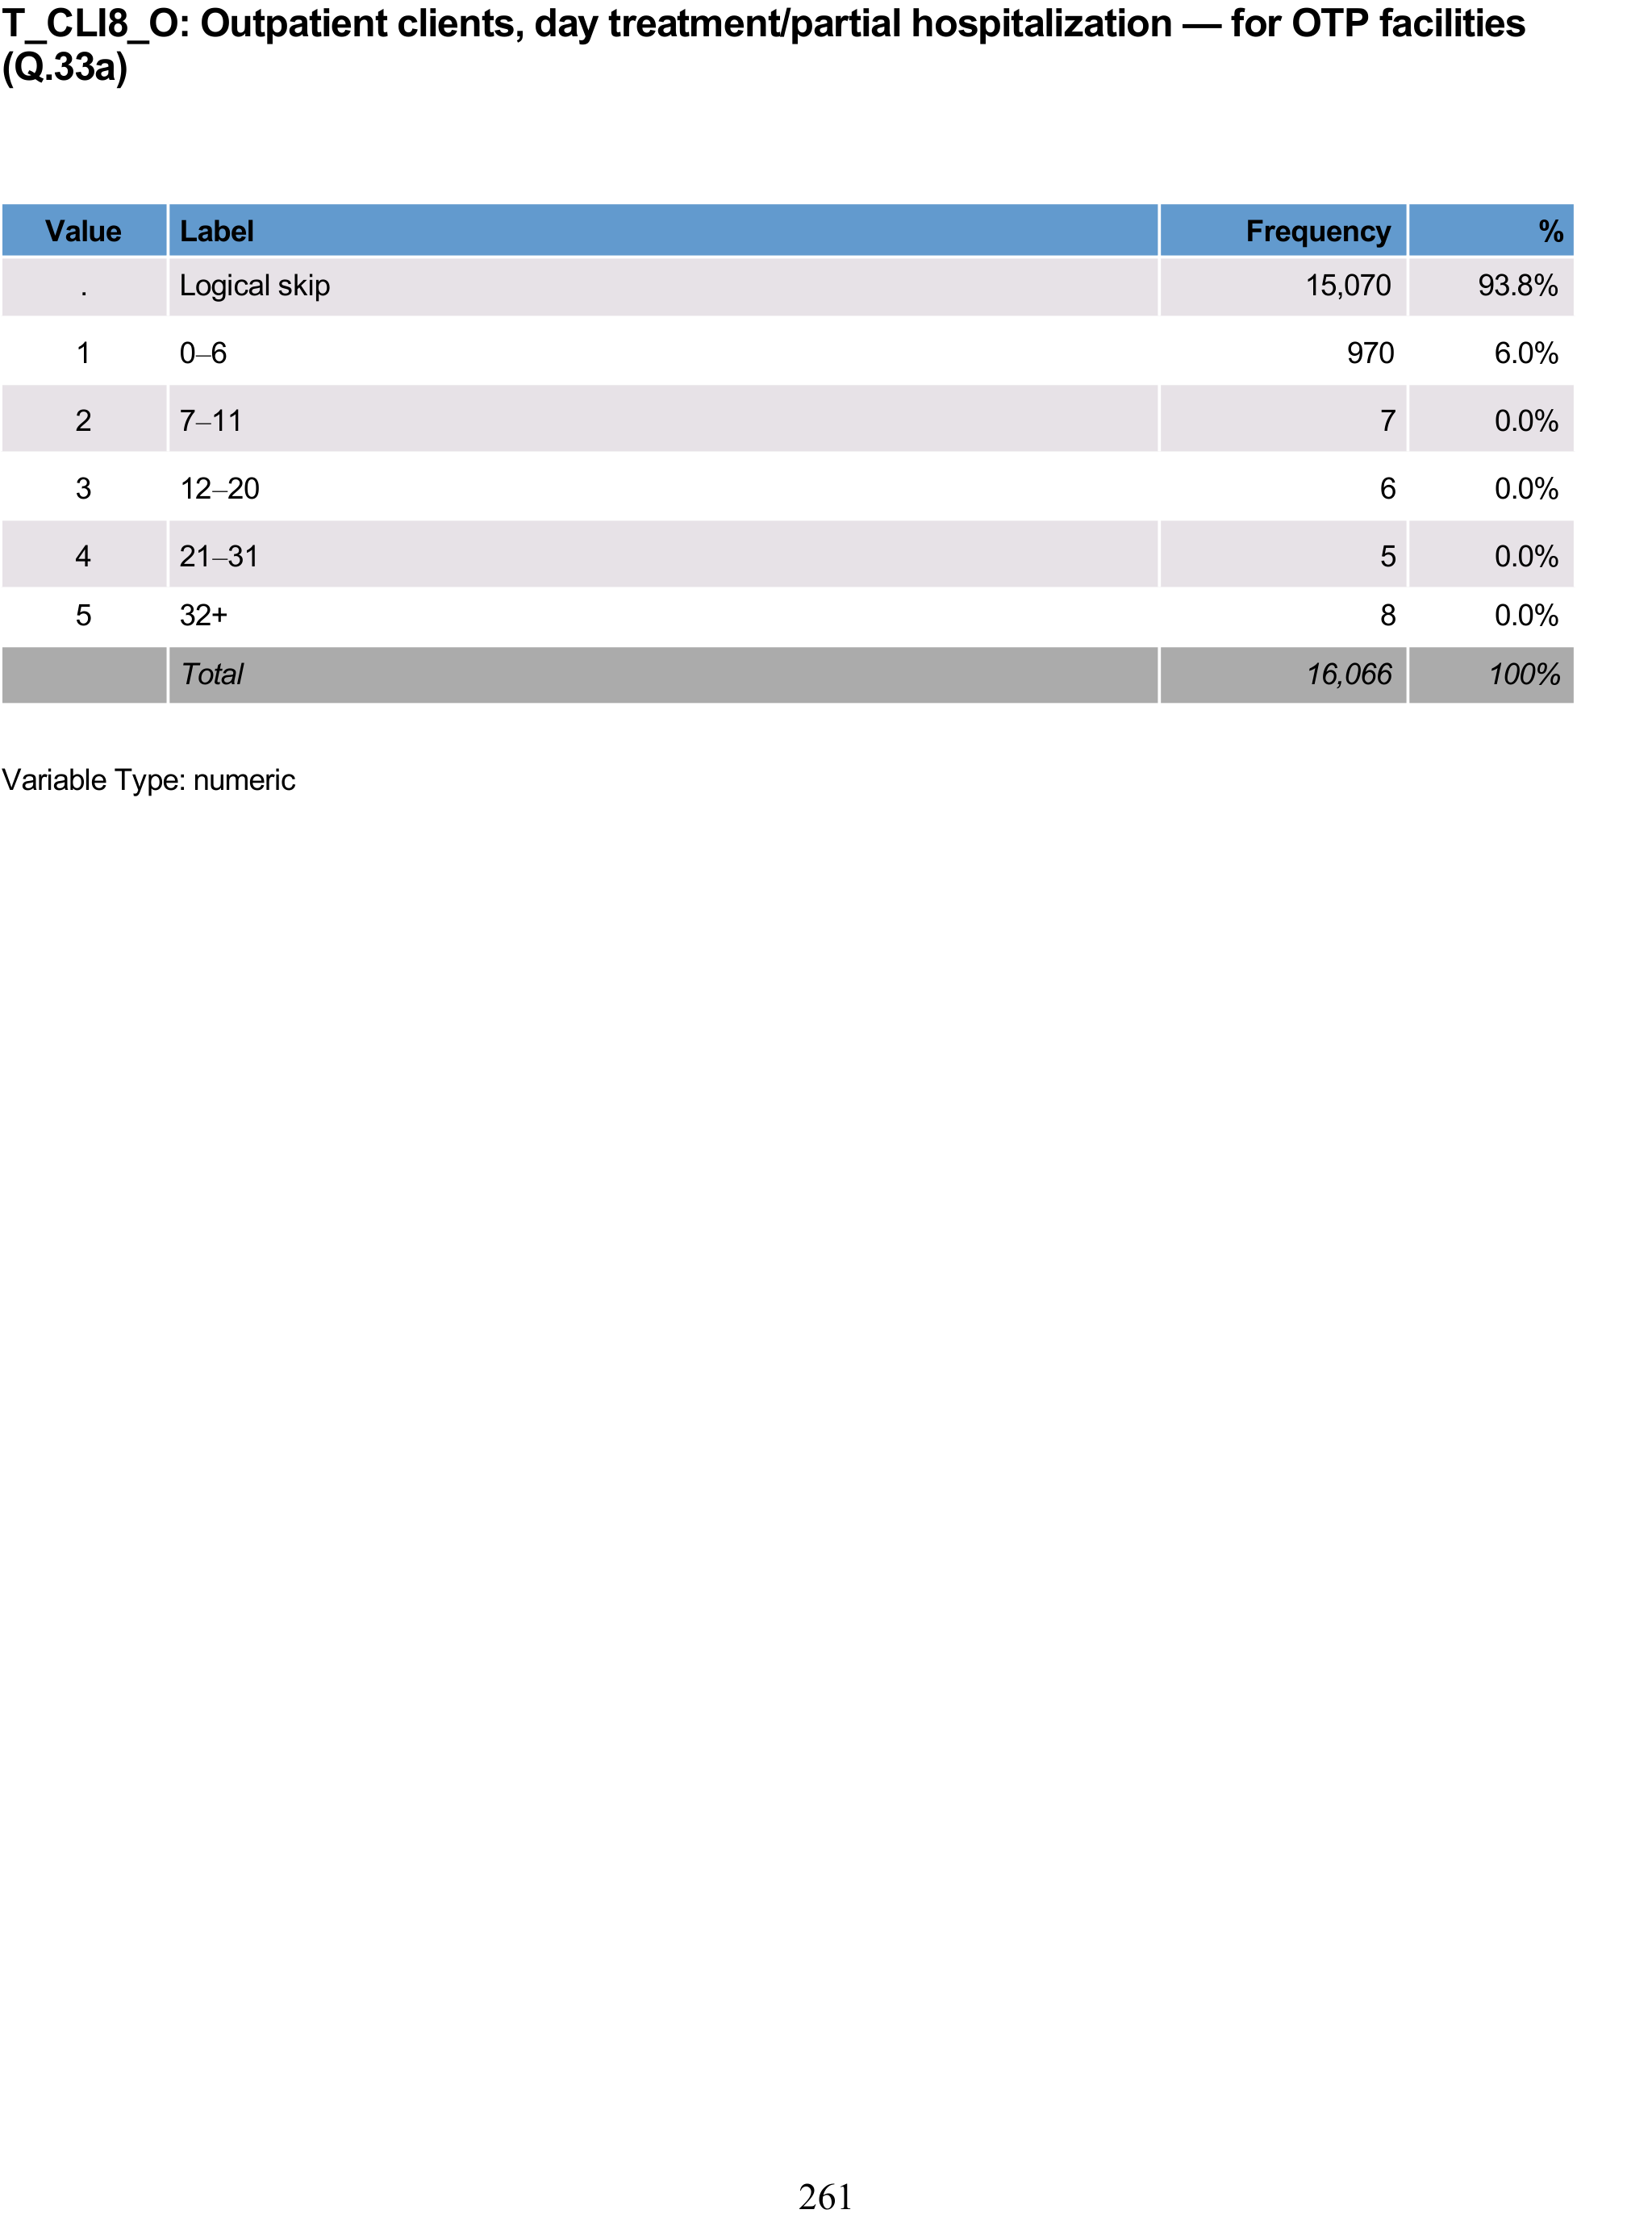 T_CLI8_O: Outpatient clients, day treatment/partial hospitalization — for OTP facilities
(Q.33a)
Value Label Frequency %
. Logical skip 15,070 93.8%
1 0–6 970 6.0%
2 7–11 7 0.0%
3 12–20 6 0.0%
4 21–31 5 0.0%
5 32+ 8 0.0%
Total 16,066 100%
Variable Type: numeric
261